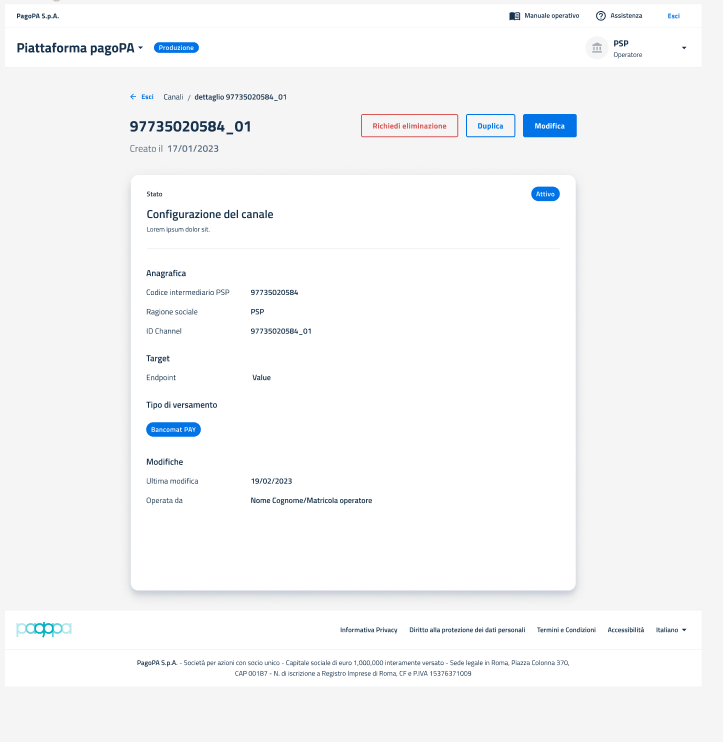 PagoPA S.p.A.
Manuale operativo
Assistenza
Esci
Piattaforma pagoPA
Produzione
PSP
Operatore
Esci
Canali / dettaglio 97735020584_01
97735020584_01
Richiedi eliminazione
Duplica
Modifica
Creato il 17/01/2023
Stato
Attivo
Configurazione del canale
Lorem ipsum dolor sit.
Anagrafica
Codice intermediario PSP 97735020584
Ragione sociale PSP
ID Channel 97735020584_01
Target
Endpoint Value
Tipo di versamento
Bancomat PAY
Modifiche
Ultima modifica 19/02/2023
Operata da Nome Cognome/Matricola operatore
pagopa
Informativa Privacy Diritto alla protezione dei dati personali Termini e Condizioni Accessibilità Italiano
PagoPA S.p.A. - Società per azioni con socio unico - Capitale sociale di euro 1,000,000 interamente versato - Sede legale in Roma, Piazza Colonna 370,
CAP 00187 - N. di iscrizione a Registro Imprese di Roma, CF e P.IVA 15376371009